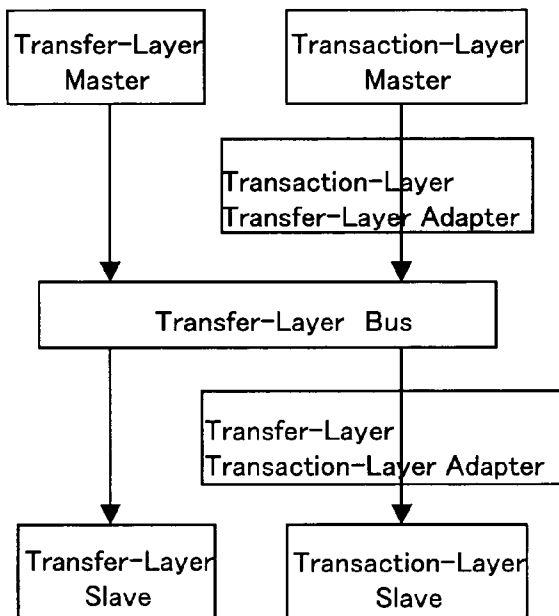 Transfer-Layer
Master
Transaction-Layer
Master
Transaction-Layer
Transfer-Layer Adapter
Transfer-Layer Bus
Transfer-Layer
Transaction-Layer Adapter
Transfer-Layer
Slave
Transaction-Layer
Slave